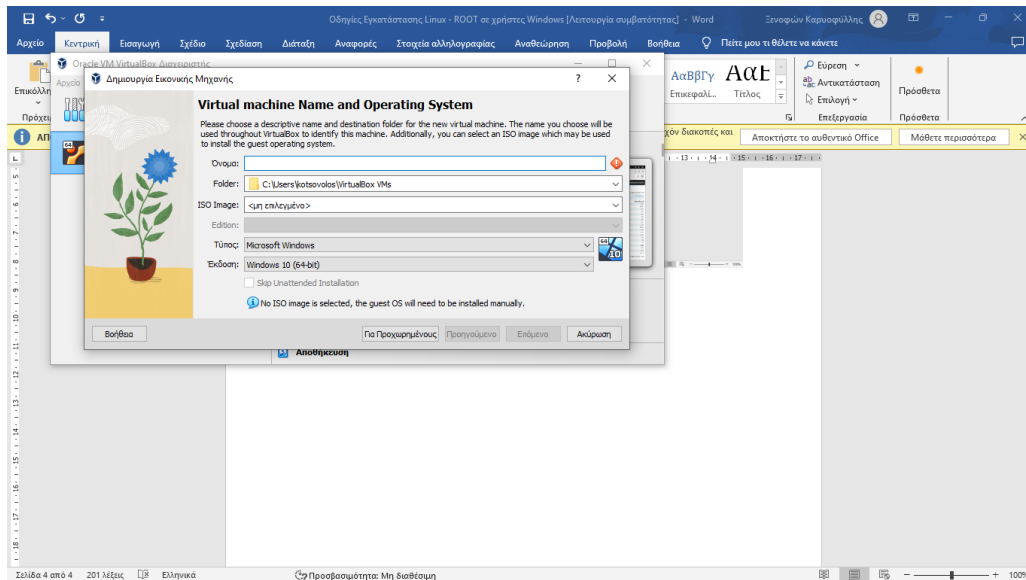 Οδηγίες Εγκατάστασης Linux - ROOT σε χρήστες Windows [Λειτουργία συμβατότητας] - Word
Ξενοφών Καρυοφύλλης
Αρχείο Κεντρική Εισαγωγή Σχέδιο Σχεδίαση Διάταξη Αναφορές Στοιχεία αλληλογραφίας Αναθεώρηση Προβολή Βοήθεια Πείτε μου τι θέλετε να κάνετε
Oracle VM VirtualBox Διαχειριστής
Αρχείο
Δημιουργία Εικονικής Μηχανής
? ×
ΑαΒβΓγ
Επικεφαλί...
Τίτλος
Εύρεση
Αντικατάσταση
Επιλογή
Επεξεργασία
Πρόσθετα
Πρόσθετα
Αποκτήστε το αυθεντικό Office
Μάθετε περισσότερα
διακοπές και
Virtual machine Name and Operating System
Please choose a descriptive name and destination folder for the new virtual machine. The name you choose will be
used throughout VirtualBox to identify this machine. Additionally, you can select an ISO image which may be used
to install the guest operating system.
Όνομα:
Folder: C:\Users\kotsovolos\VirtualBox VMs
ISO Image: <μη επιλεγμένο>
Edition:
Τύπος: Microsoft Windows
Έκδοση: Windows 10 (64-bit)
64
10
Skip Unattended Installation
No ISO image is selected, the guest OS will need to be installed manually.
Βοήθεια Για Προχωρημένους Προηγούμενο Επόμενο Ακύρωση
Αποθήκευση
Σελίδα 4 από 4 201 λέξεις Ελληνικά Προσβασιμότητα: Μη διαθέσιμη